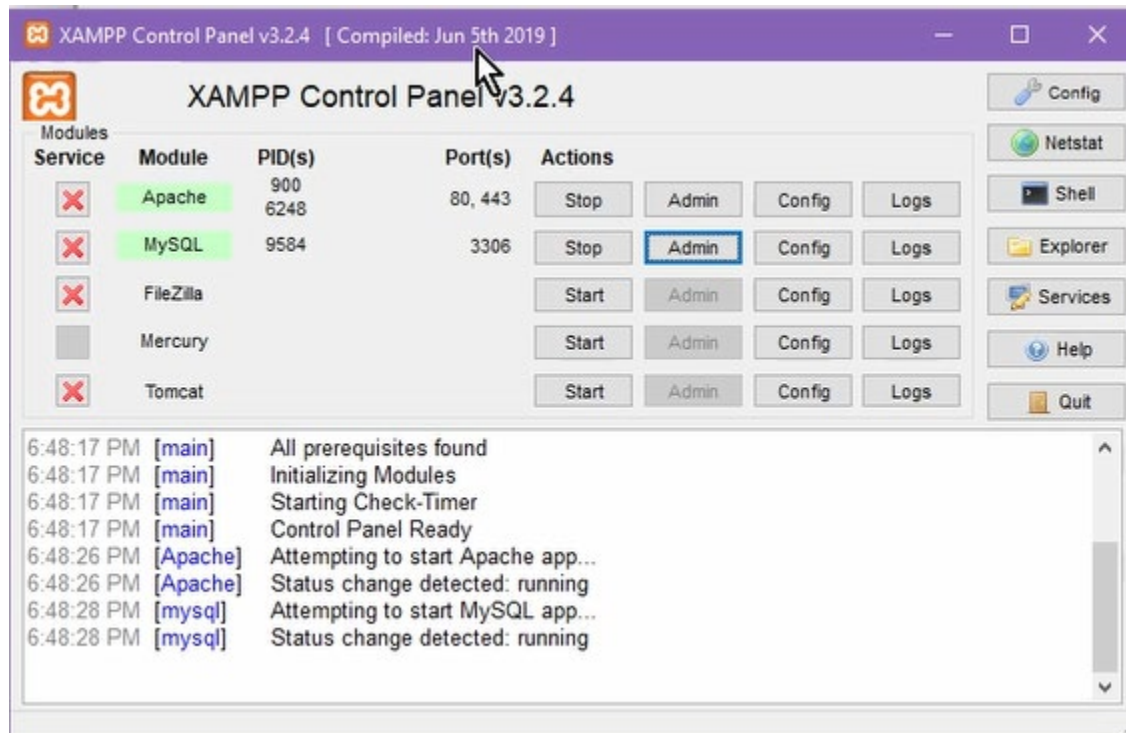 XAMPP Control Panel v3.2.4 [ Compiled: Jun 5th 2019 ]
XAMPP Control Panel v3.2.4
Config
Modules
Service Module PID(s) Port(s) Actions
Netstat
Apache 900 6248 80, 443 Stop Admin Config Logs
Shell
MySQL 9584 3306 Stop Admin Config Logs
Explorer
FileZilla Start Admin Config Logs
Services
Mercury Start Admin Config Logs
Help
Tomcat Start Admin Config Logs
Quit
6:48:17 PM [main] All prerequisites found
6:48:17 PM [main] Initializing Modules
6:48:17 PM [main] Starting Check-Timer
6:48:17 PM [main] Control Panel Ready
6:48:26 PM [Apache] Attempting to start Apache app...
6:48:26 PM [Apache] Status change detected: running
6:48:28 PM [mysql] Attempting to start MySQL app...
6:48:28 PM [mysql] Status change detected: running